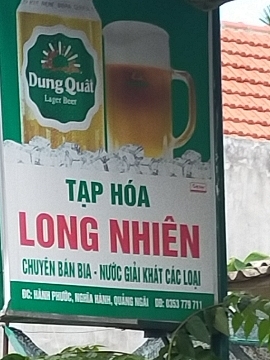 Dung Quất
Lager Beer
TẠP HÓA
LONG NHIÊN
CHUYÊN BÁN BIA - NƯỚC GIẢI KHÁT CÁC LOẠI
ĐC: HÀNH PHƯỚC, NGHĨA HÀNH, QUẢNG NGÃI DĐ: 0353 779 711